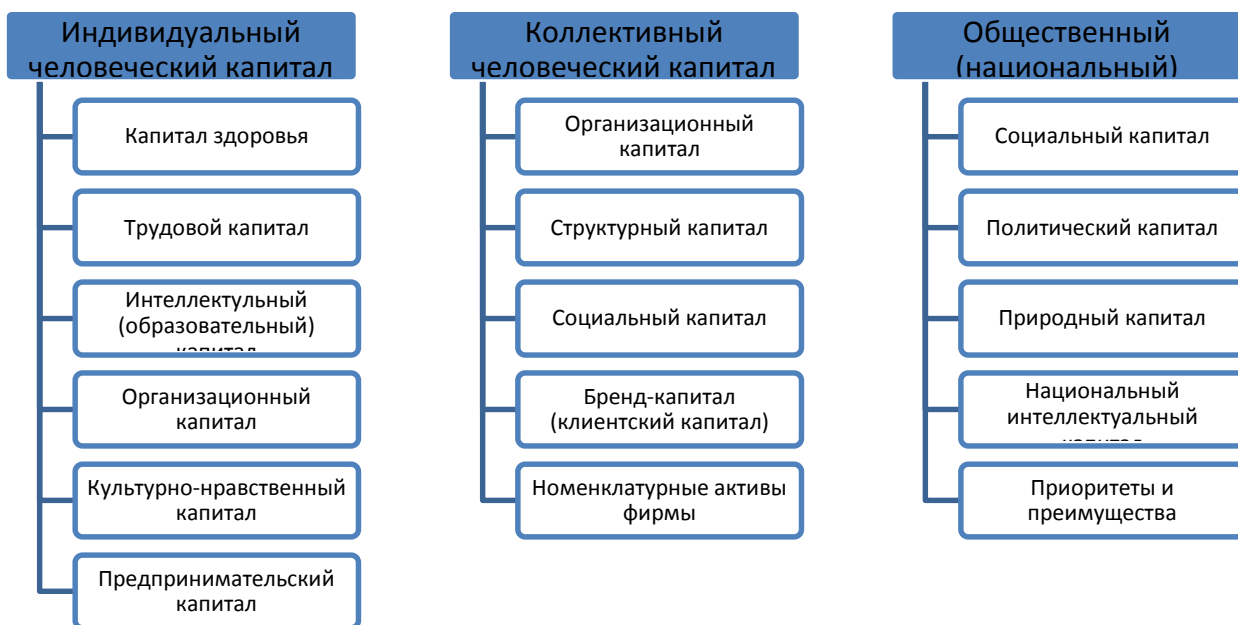 Индивидуальный
человеческий капитал
Капитал здоровья
Трудовой капитал
Интеллектульный
(образовательный)
капитал
Организационный
капитал
Культурно-нравственный
капитал
Предпринимательский
капитал
Коллективный
человеческий капитал
Организационный
капитал
Структурный капитал
Социальный капитал
Бренд-капитал
(клиентский капитал)
Номенклатурные активы
фирмы
Общественный
(национальный)
Социальный капитал
Политический капитал
Природный капитал
Национальный
интеллектуальный
капитал
Приоритеты и
преимущества